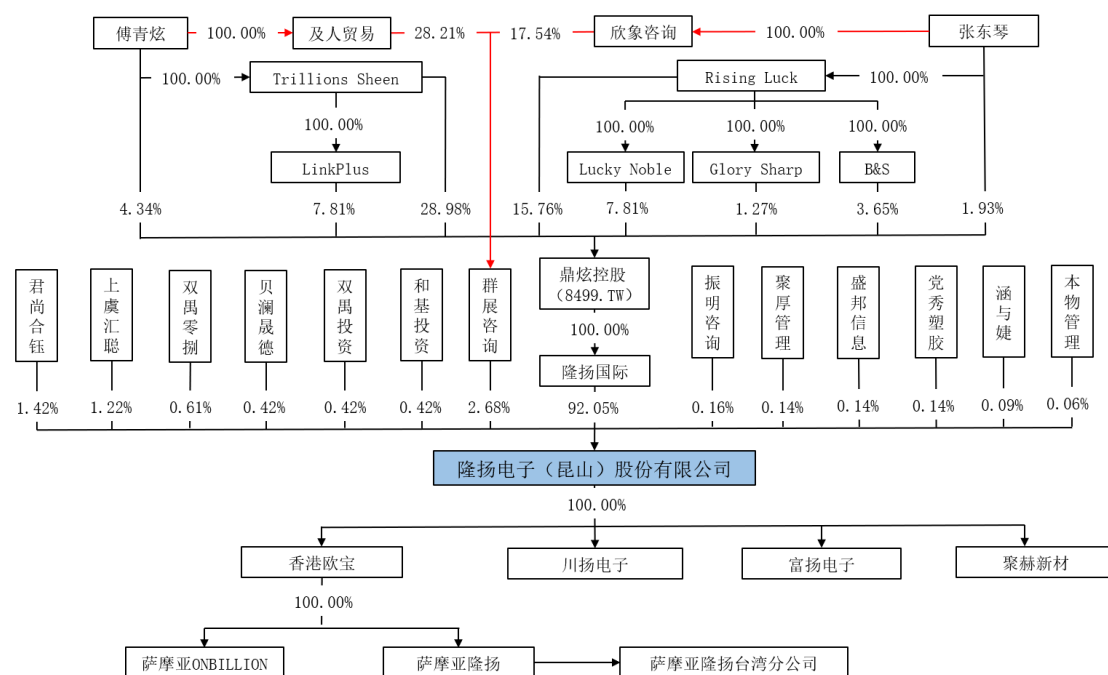 傅青炫 100.00% 及人贸易 28.21% 17.54% 欣象咨询 100.00% 张东琴
100.00% Trillions Sheen Rising Luck 100.00%
100.00% 100.00% 100.00% 100.00%
LinkPlus Lucky Noble Glory Sharp B&S
4.34% 7.81% 28.98% 15.76% 7.81% 1.27% 3.65% 1.93%
君尚合钰
上虞汇聪
双禺零捌
贝澜晟德
双禺投资
和基投资
群展咨询
鼎炫控股
(8499.TW)
100.00%
隆扬国际
振明咨询
聚厚管理
盛邦信息
党秀塑胶
涵与婕
本物管理
1.42% 1.22% 0.61% 0.42% 0.42% 0.42% 2.68% 92.05% 0.16% 0.14% 0.14% 0.14% 0.09% 0.06%
隆扬电子（昆山）股份有限公司
100.00%
香港欧宝 川扬电子 富扬电子 聚赫新材
100.00%
萨摩亚ONBILLION 萨摩亚隆扬 萨摩亚隆扬台湾分公司